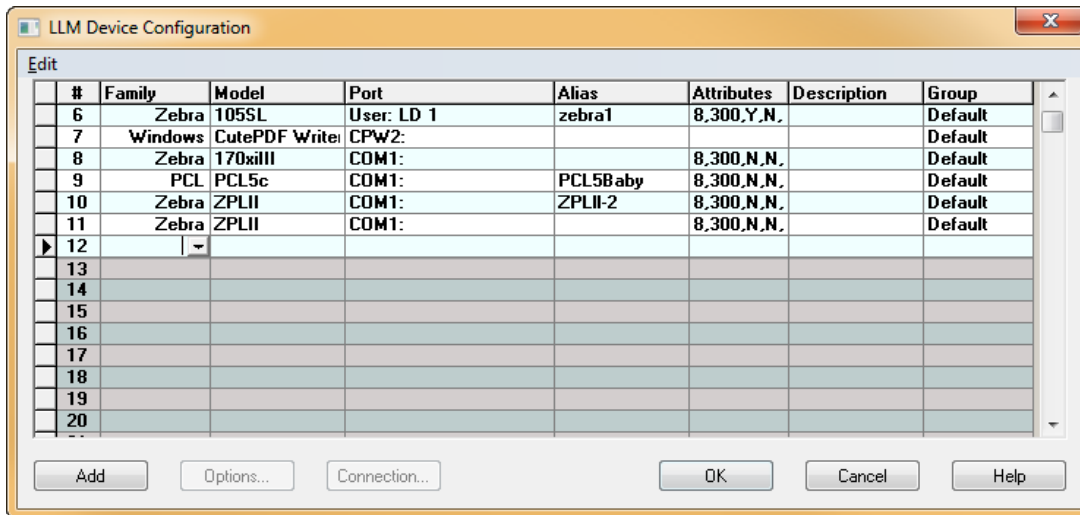 LLM Device Configuration
Edit
# Family Model Port Alias Attributes Description Group
6 Zebra 105SL User: LD 1 zebra1 8,300,Y,N, Default
7 Windows CutePDF Writer CPW2: Default
8 Zebra 170xiIII COM1: 8,300,N,N, Default
9 PCL PCL5c COM1: PCL5Baby 8,300,N,N, Default
10 Zebra ZPLII COM1: ZPLII-2 8,300,N,N, Default
11 Zebra ZPLII COM1: 8,300,N,N, Default
12
13
14
15
16
17
18
19
20
Add Options... Connection... OK Cancel Help